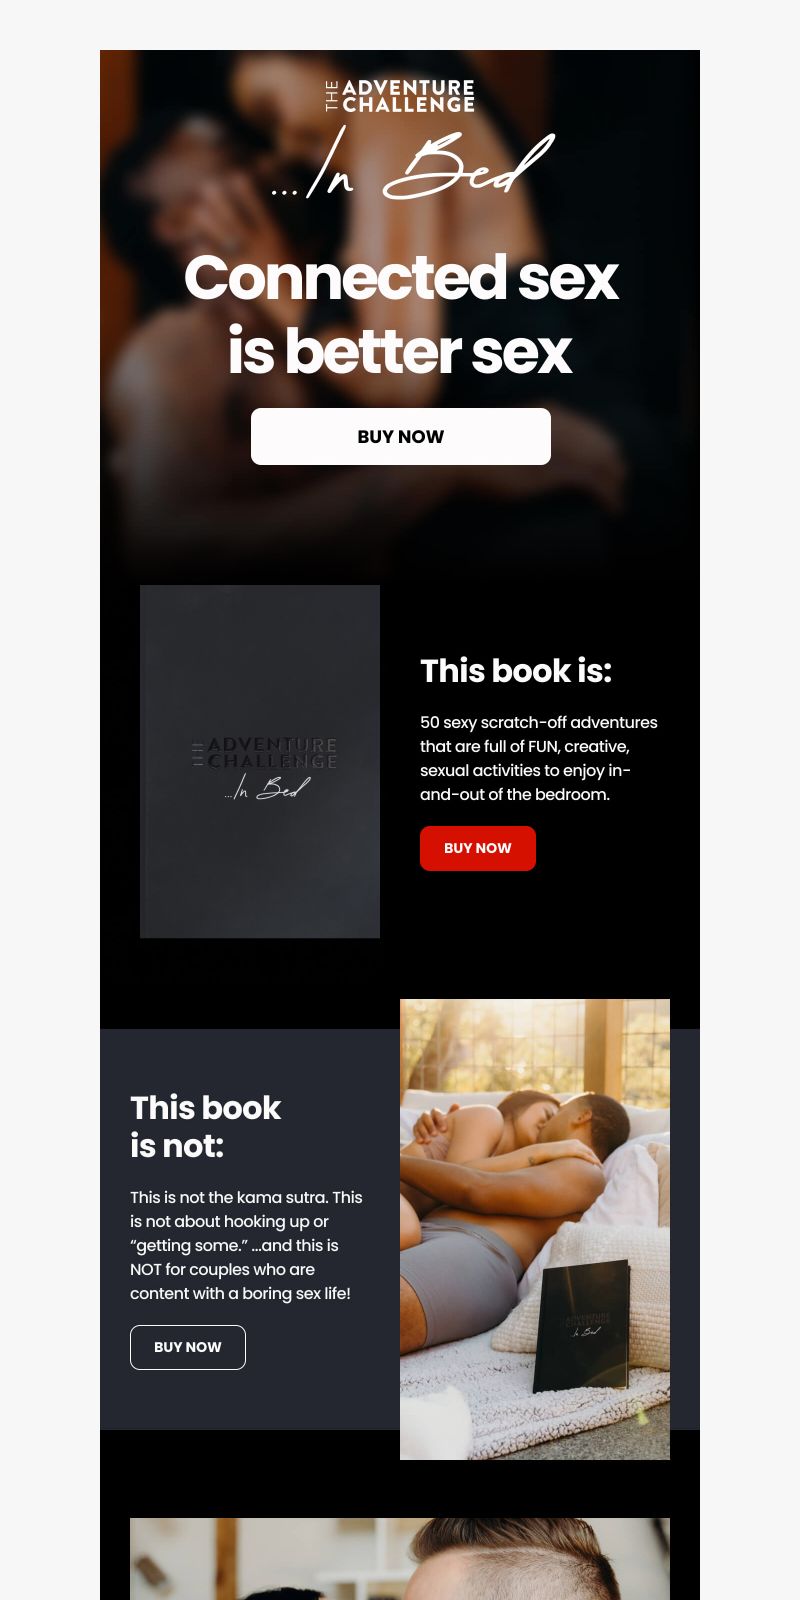 THE ADVENTURE
CHALLENGE
...In Bed
Connected sex
is better sex
BUY NOW
THE ADVENTURE
CHALLENGE
...In Bed
This book is:
50 sexy scratch-off adventures
that are full of FUN, creative,
sexual activities to enjoy in-
and-out of the bedroom.
BUY NOW
This book
is not:
This is not the kama sutra. This
is not about hooking up or
“getting some.” ...and this is
NOT for couples who are
content with a boring sex life!
BUY NOW
ADVENTURE
CHALLENGE
...In Bed